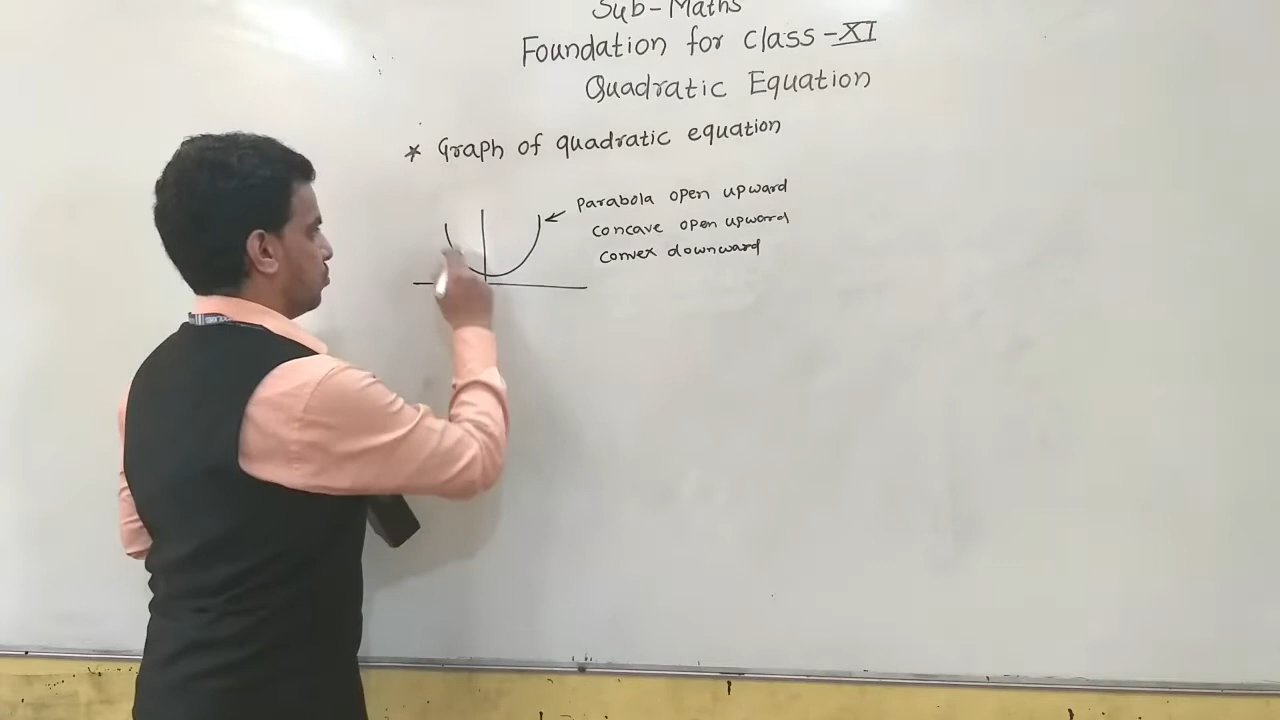 Sub-Maths
Foundation for Class-XI
Quadratic Equation
* Graph of quadratic equation
Parabola open upward
concave open upward
convex downward